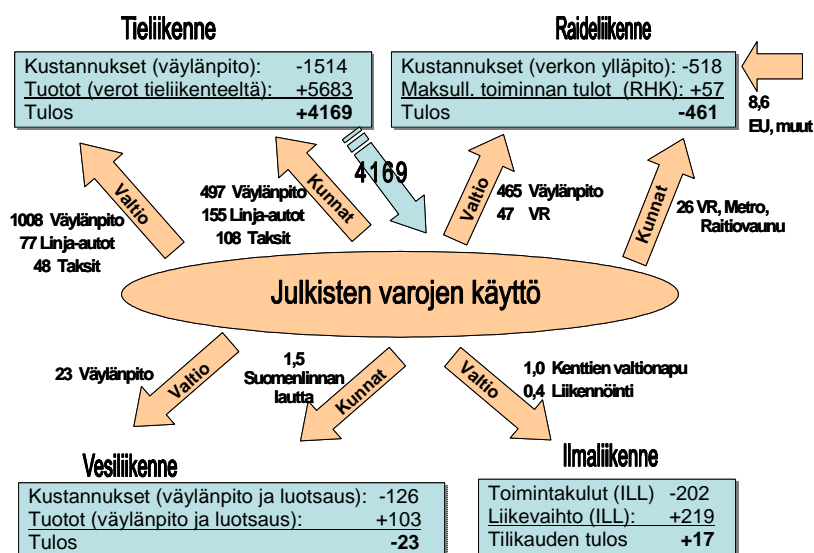 Tieliikenne
Kustannukset (väylänpito): -1514
Tuotot (verot tieliikenteeltä): +5683
Tulos +4169
Raideliikenne
Kustannukset (verkon ylläpito): -518
Maksull. toiminnan tulot (RHK): +57
Tulos -461
8,6
EU, muut
Valtio
1008 Väylänpito
77 Linja-autot
48 Taksit
Kunnat
497 Väylänpito
155 Linja-autot
108 Taksit
4169
Valtio
465 Väylänpito
47 VR
Kunnat
26 VR, Metro,
Raitiovaunu
Julkisten varojen käyttö
23 Väylänpito
Valtio
1,5
Suomenlinnan
lautta
Kunnat
Valtio
1,0 Kenttien valtionapu
0,4 Liikennöinti
Vesiliikenne
Kustannukset (väylänpito ja luotsaus): -126
Tuotot (väylänpito ja luotsaus): +103
Tulos -23
Ilmaliikenne
Toimintakulut (ILL) -202
Liikevaihto (ILL): +219
Tilikauden tulos +17